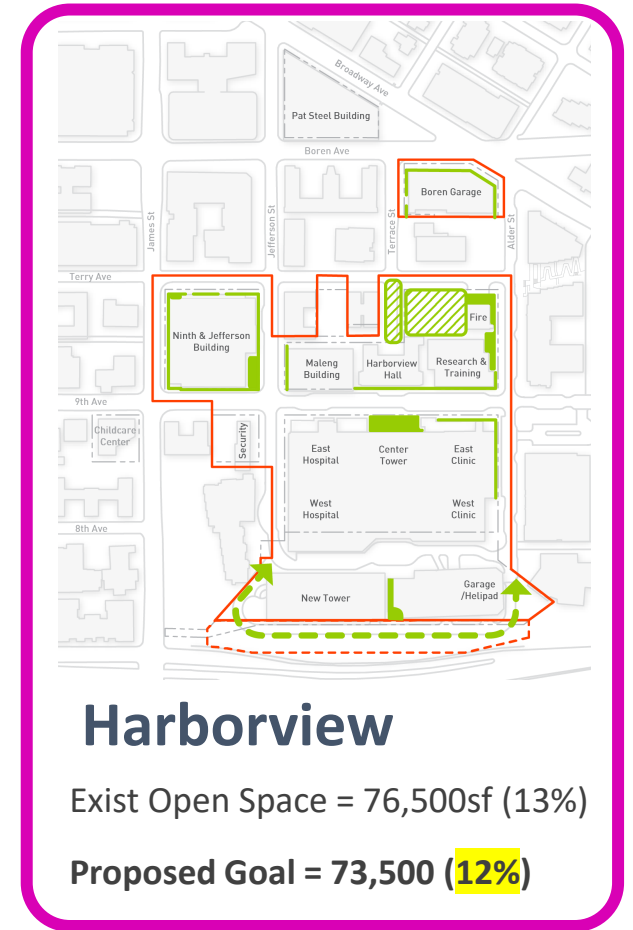 Broadway Ave
Pat Steel Building
Boren Ave
Boren Garage
James St
Jefferson St
Terrace St
Alder St
Terry Ave
Ninth & Jefferson
Building
Fire
Maleng
Building
Harborview
Hall
Research &
Training
9th Ave
Childcare
Center
Security
East
Hospital
Center
Tower
East
Clinic
West
Hospital
West
Clinic
8th Ave
New Tower
Garage
/Helipad
Harborview
Exist Open Space = 76,500sf (13%)
Proposed Goal = 73,500 (12%)